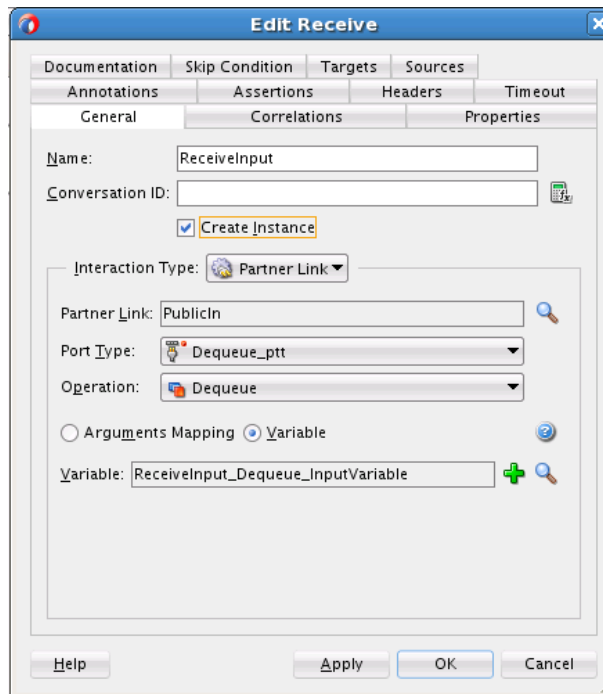 Edit Receive
Documentation Skip Condition Targets Sources
Annotations Assertions Headers Timeout
General Correlations Properties
Name: ReceiveInput
Conversation ID:
Create Instance
Interaction Type: Partner Link
Partner Link: PublicIn
Port Type: Dequeue_ptt
Operation: Dequeue
Arguments Mapping Variable
Variable: ReceiveInput_Dequeue_InputVariable
Help Apply OK Cancel